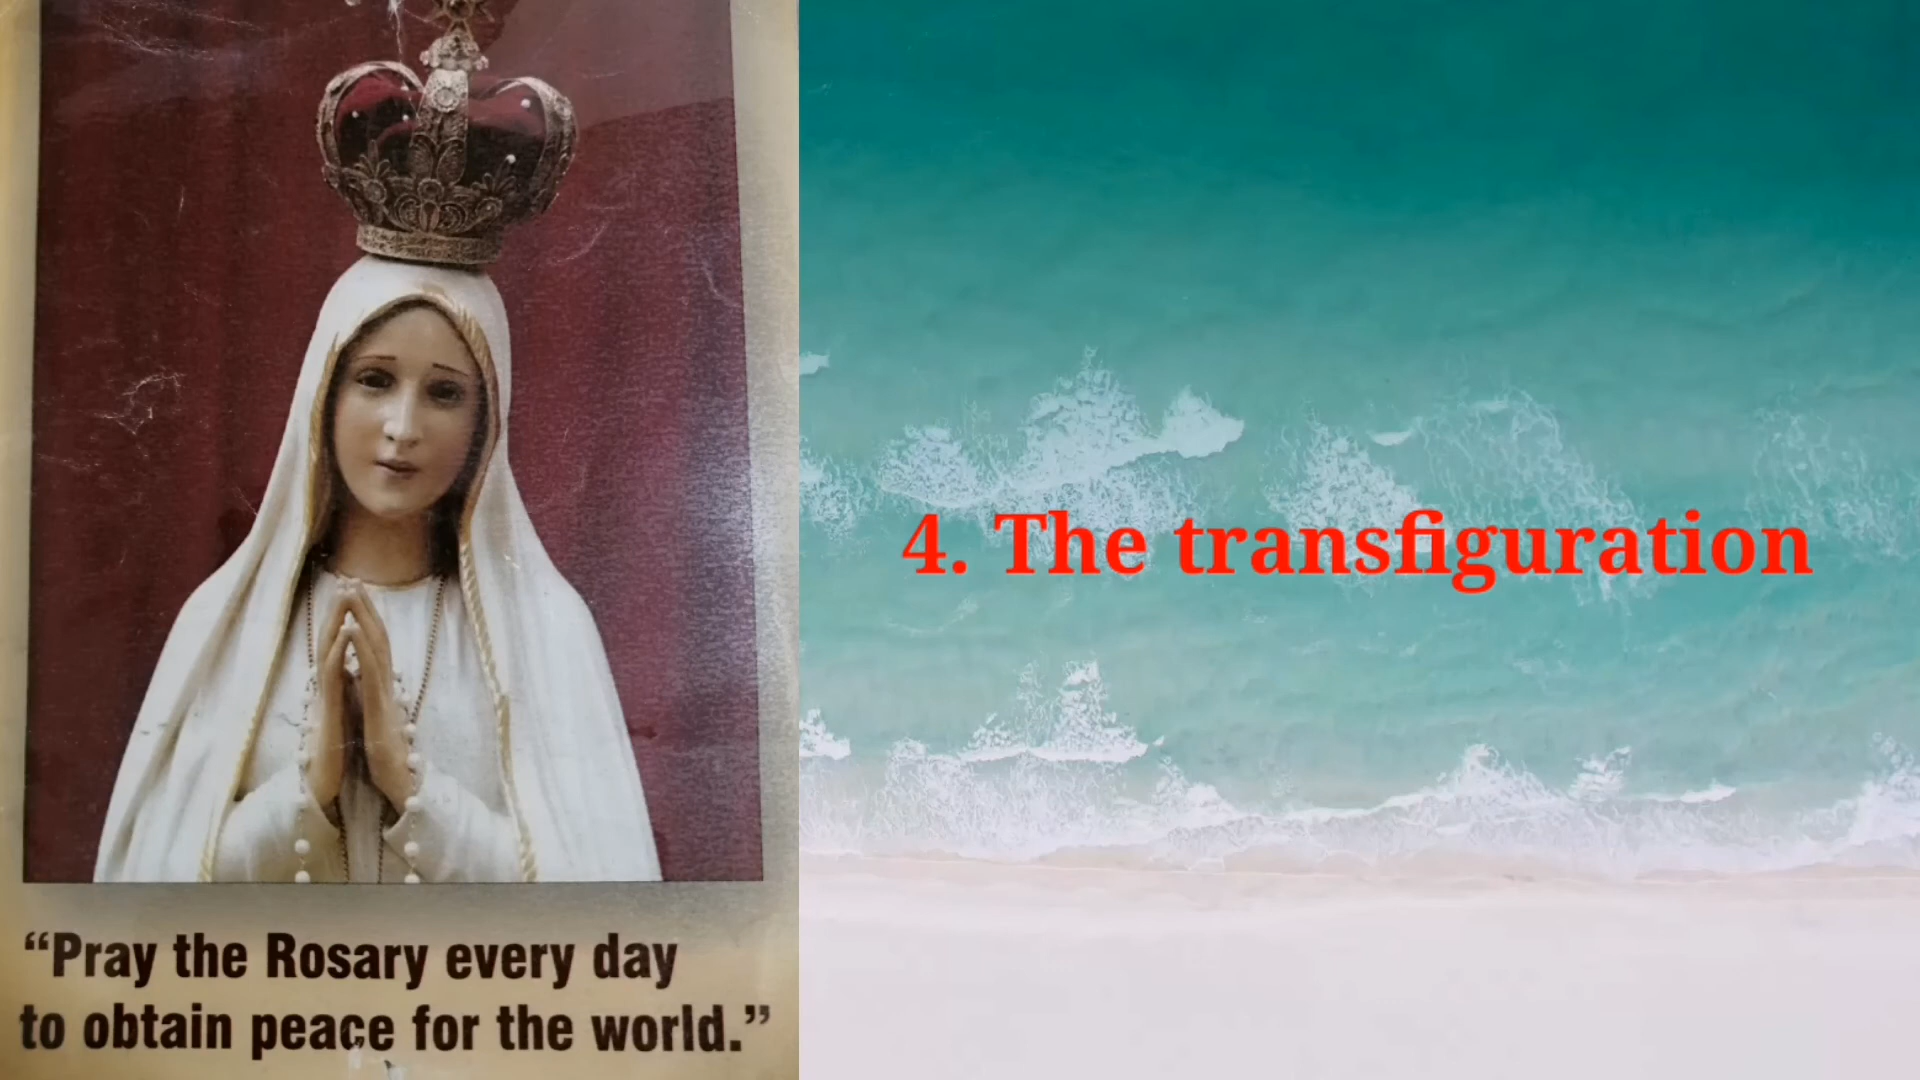 “Pray the Rosary every day
to obtain peace for the world.”
4. The transfiguration